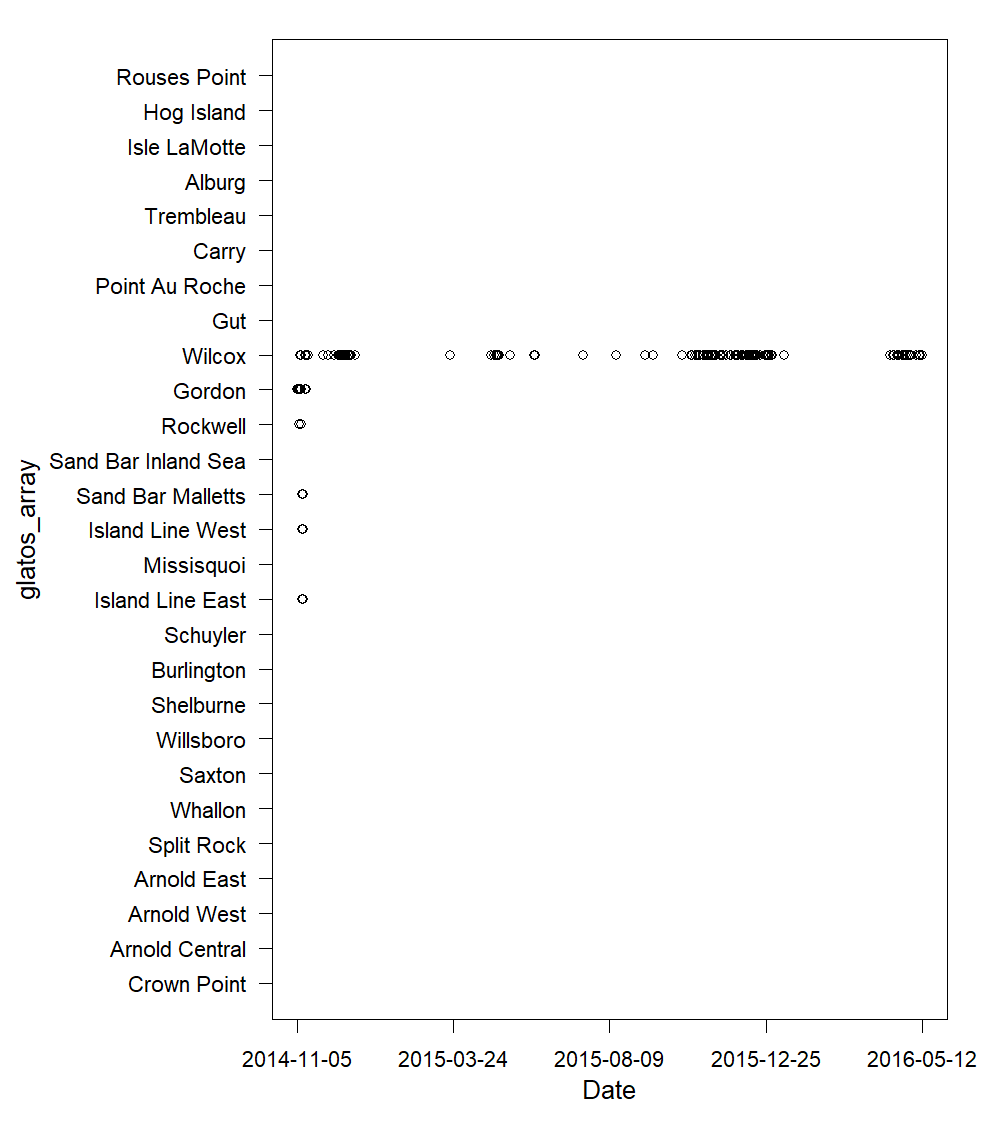 Rouses Point
Hog Island
Isle LaMotte
Alburg
Trembleau
Carry
Point Au Roche
Gut
Wilcox
Gordon
Rockwell
Sand Bar Inland Sea
Sand Bar Malletts
Island Line West
Missisquoi
Island Line East
Schuyler
Burlington
Shelburne
Willsboro
Saxton
Whallon
Split Rock
Arnold East
Arnold West
Arnold Central
Crown Point
glatos_array
2014-11-05 2015-03-24 2015-08-09 2015-12-25 2016-05-12
Date